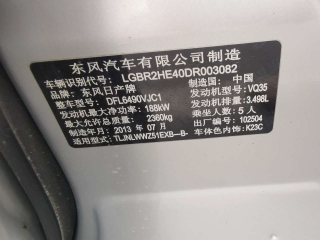 东风汽车有限公司制造
车辆识别代号: LGBR2HE40DR003082
品牌: 东风日产牌 制造国: 中国
整车型号: DFL6490VJC1 发动机型号: VQ35
发动机最大净功率: 188kW 发动机排量: 3.498L
最大允许总质量: 2360kg 乘坐人数: 5 人
制造年月: 2013 年 07 月 出厂编号: 102504
适用型号: TLJNLWWZ51EXB—B- 车体色内饰: K23C